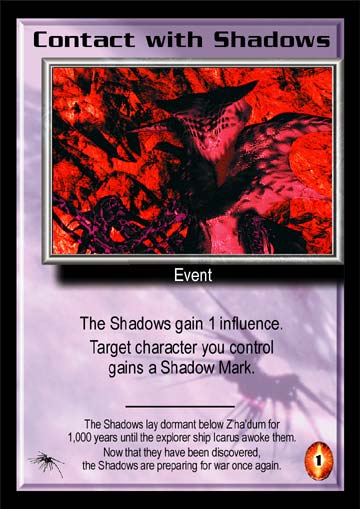 Contact with Shadows
Event
The Shadows gain 1 influence.
Target character you control
gains a Shadow Mark.
The Shadows lay dormant below Z'ha'dum for
1,000 years until the explorer ship Icarus awoke them.
Now that they have been discovered,
the Shadows are preparing for war once again.
1